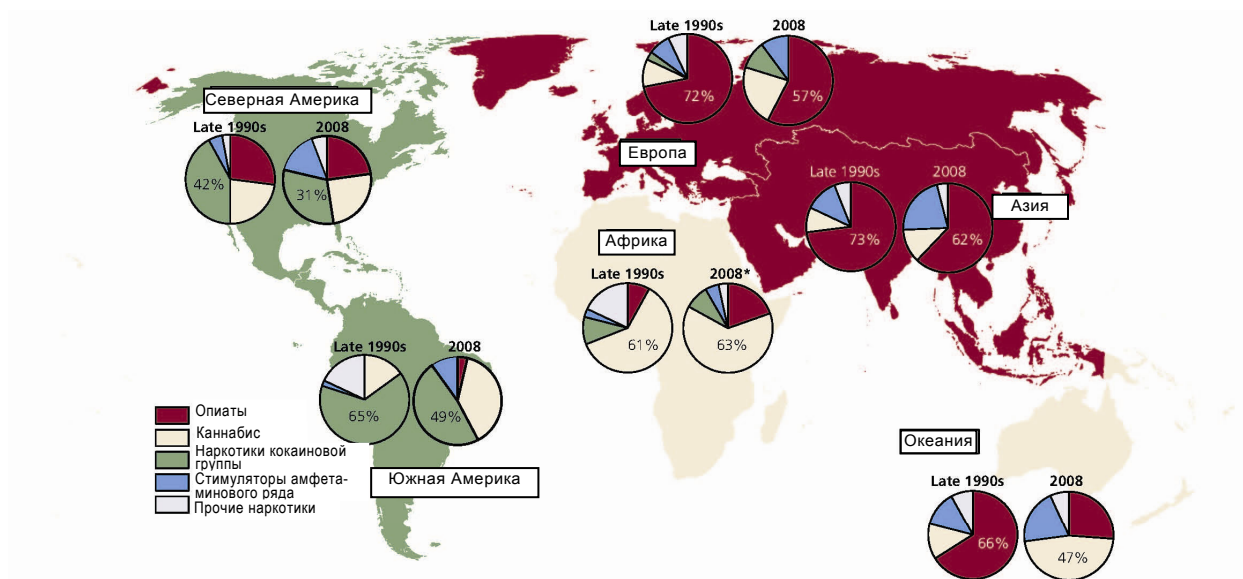 Late 1990s 2008
72% 57%
Северная Америка
Late 1990s 2008
42% 31%
Европа
Late 1990s 2008
73% 62%
Азия
Африка
Late 1990s 2008*
61% 63%
Late 1990s 2008
65% 49%
Опиаты
Каннабис
Наркотики кокаиновой
группы
Стимуляторы амфета-
минового ряда
Прочие наркотики
Южная Америка
Океания
Late 1990s 2008
66% 47%